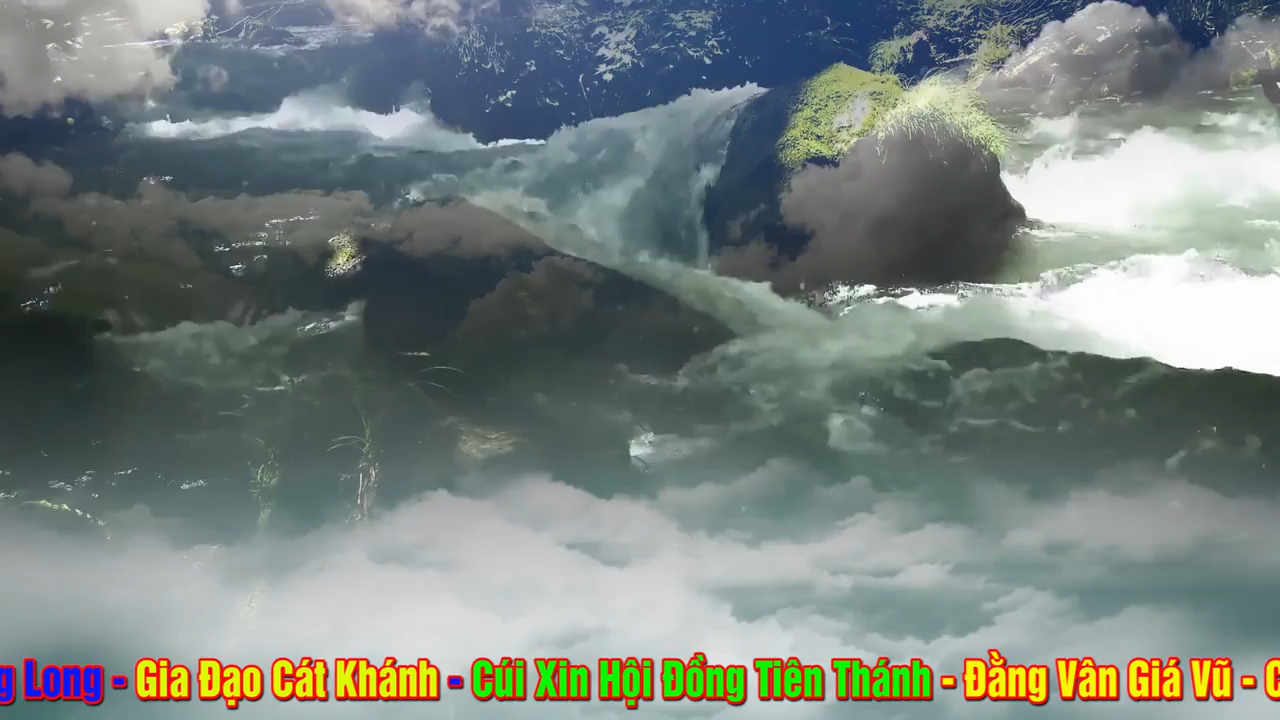 g Long - Gia Đạo Cát Khánh - Cúi Xin Hội Đồng Tiên Thánh - Đằng Vân Giá Vũ - C